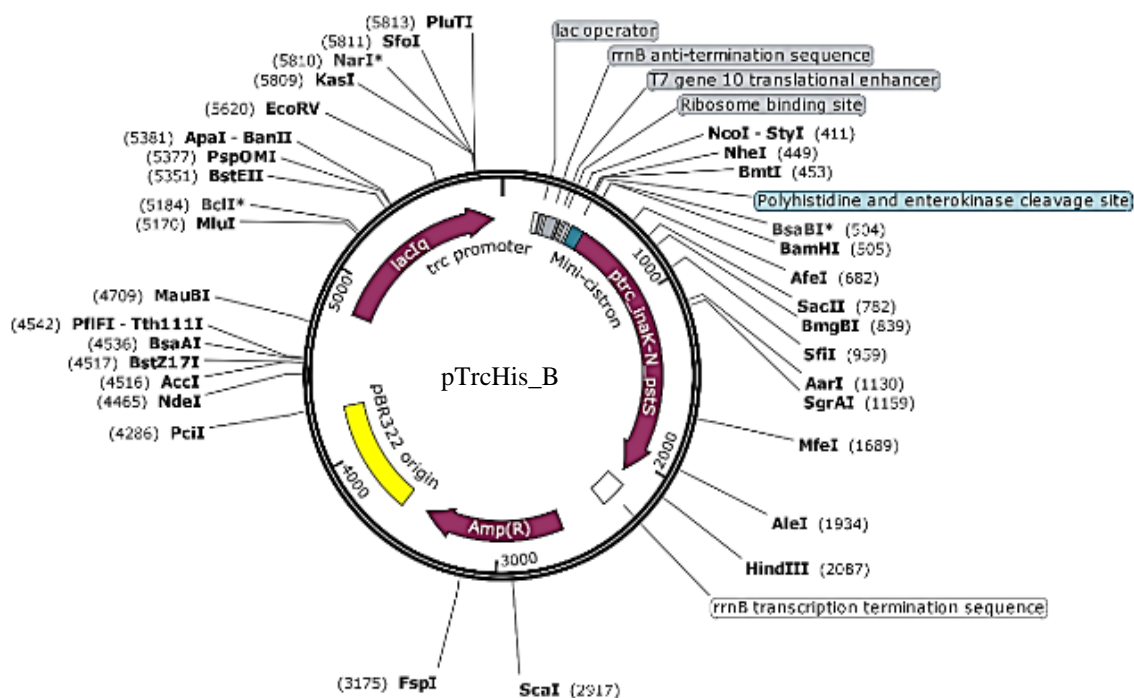 (5813) PluTI
(5811) SfoI
(5810) NarI*
(5809) KasI
(5620) EcoRV
(5381) ApaI - BanII
(5377) PspOMI
(5351) BstEII
(5184) BclI*
(5170) MluI
(4709) MauBI
(4542) PflFI - Tth111I
(4536) BsaAI
(4517) BstZ17I
(4516) AccI
(4465) NdeI
(4286) PciI
(3175) FspI
ScaI (2917)
lac operator
rrnB anti-termination sequence
T7 gene 10 translational enhancer
Ribosome binding site
NcoI - StyI (411)
NheI (449)
BmtI (453)
Polyhistidine and enterokinase cleavage site
BsaBI* (504)
BamHI (505)
AfeI (682)
SacII (782)
BmgBI (839)
SfiI (959)
AarI (1130)
SgrAI (1159)
MfeI (1689)
AleI (1934)
HindIII (2087)
rrnB transcription termination sequence
lacIq
trc promoter
Mini-cistron
ptrc_inaK-N_pstS
pTrcHis_B
pBR322 origin
Amp(R)
1000
2000
3000
4000
5000